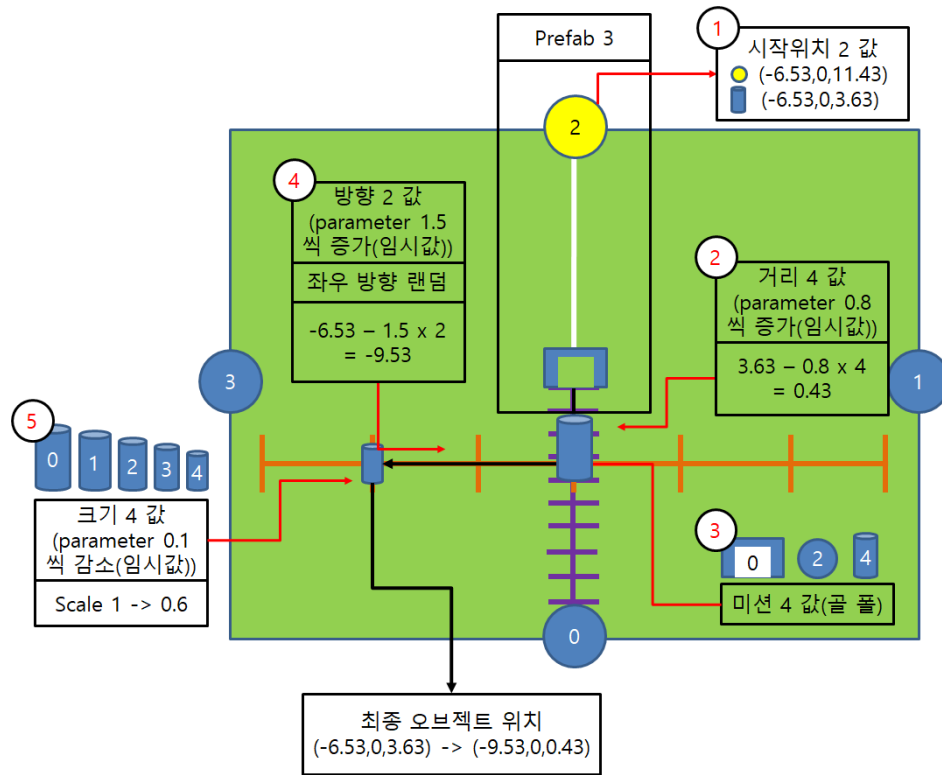 Prefab 3
1
시작위치 2 값
(-6.53,0,11.43)
(-6.53,0,3.63)
2
4
방향 2 값
(parameter 1.5
씩 증가(임시값))
좌우 방향 랜덤
-6.53 – 1.5 x 2
= -9.53
2
거리 4 값
(parameter 0.8
씩 증가(임시값))
3.63 – 0.8 x 4
= 0.43
3
1
5
0
1
2
3
4
크기 4 값
(parameter 0.1
씩 감소(임시값))
Scale 1 -> 0.6
3
0
2
4
미션 4 값(골 폴)
0
최종 오브젝트 위치
(-6.53,0,3.63) -> (-9.53,0,0.43)